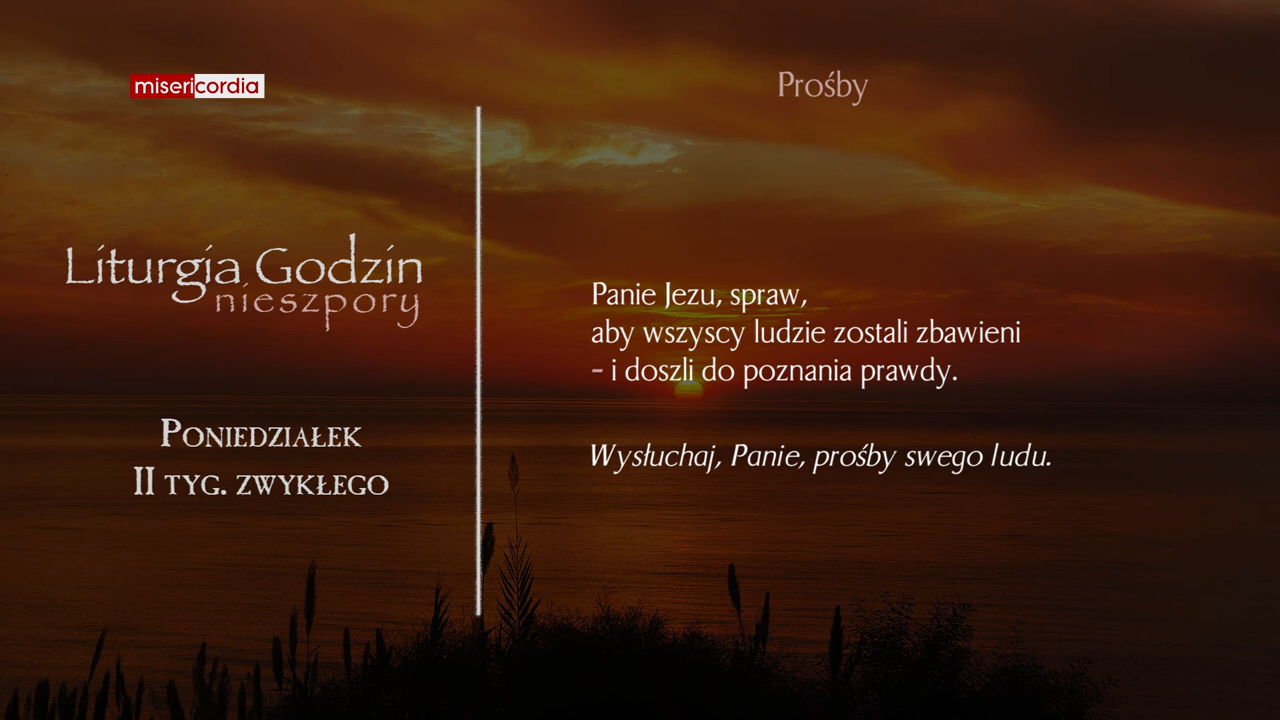 misericordia
Liturgia Godzin
nieszpory
Poniedziałek
II tyg. zwykłego
Prośby
Panie Jezu, spraw,
aby wszyscy ludzie zostali zbawieni
- i doszli do poznania prawdy.
Wysłuchaj, Panie, prośby swego ludu.